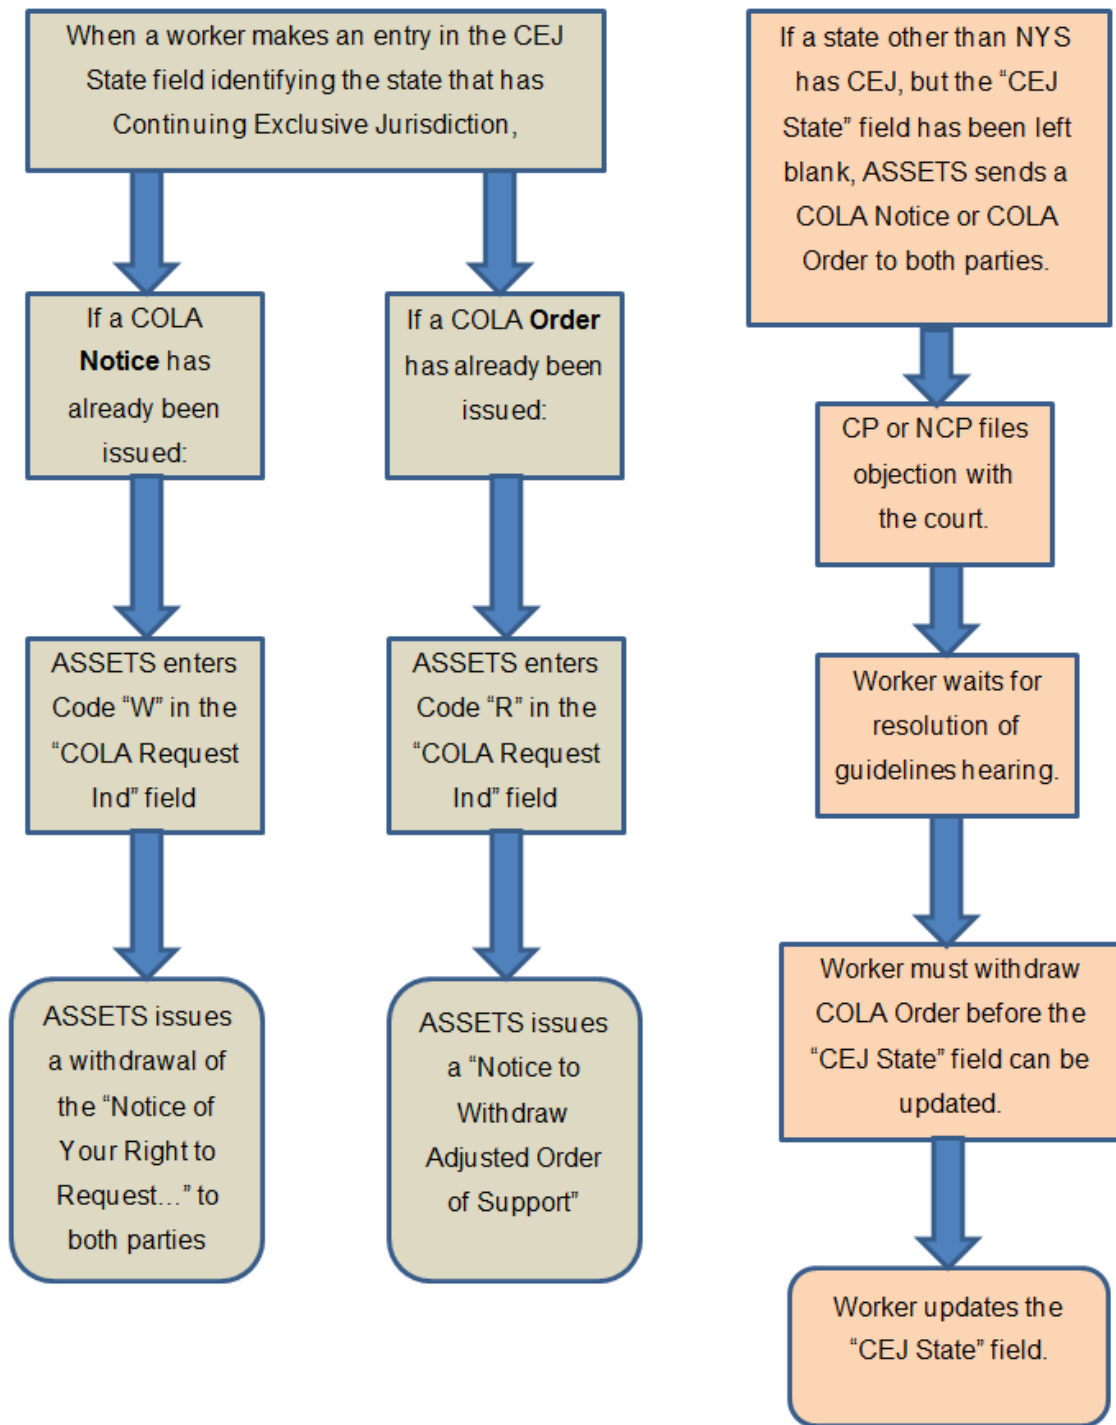 When a worker makes an entry in the CEJ
State field identifying the state that has
Continuing Exclusive Jurisdiction,
If a COLA
Notice has
already been
issued:
ASSETS enters
Code “W” in the
“COLA Request
Ind” field
ASSETS issues
a withdrawal of
the “Notice of
Your Right to
Request…” to
both parties
If a COLA Order
has already been
issued:
ASSETS enters
Code “R” in the
“COLA Request
Ind” field
ASSETS issues
a “Notice to
Withdraw
Adjusted Order
of Support”
If a state other than NYS
has CEJ, but the “CEJ
State” field has been left
blank, ASSETS sends a
COLA Notice or COLA
Order to both parties.
CP or NCP files
objection with
the court.
Worker waits for
resolution of
guidelines hearing.
Worker must withdraw
COLA Order before the
“CEJ State” field can be
updated.
Worker updates the
“CEJ State” field.